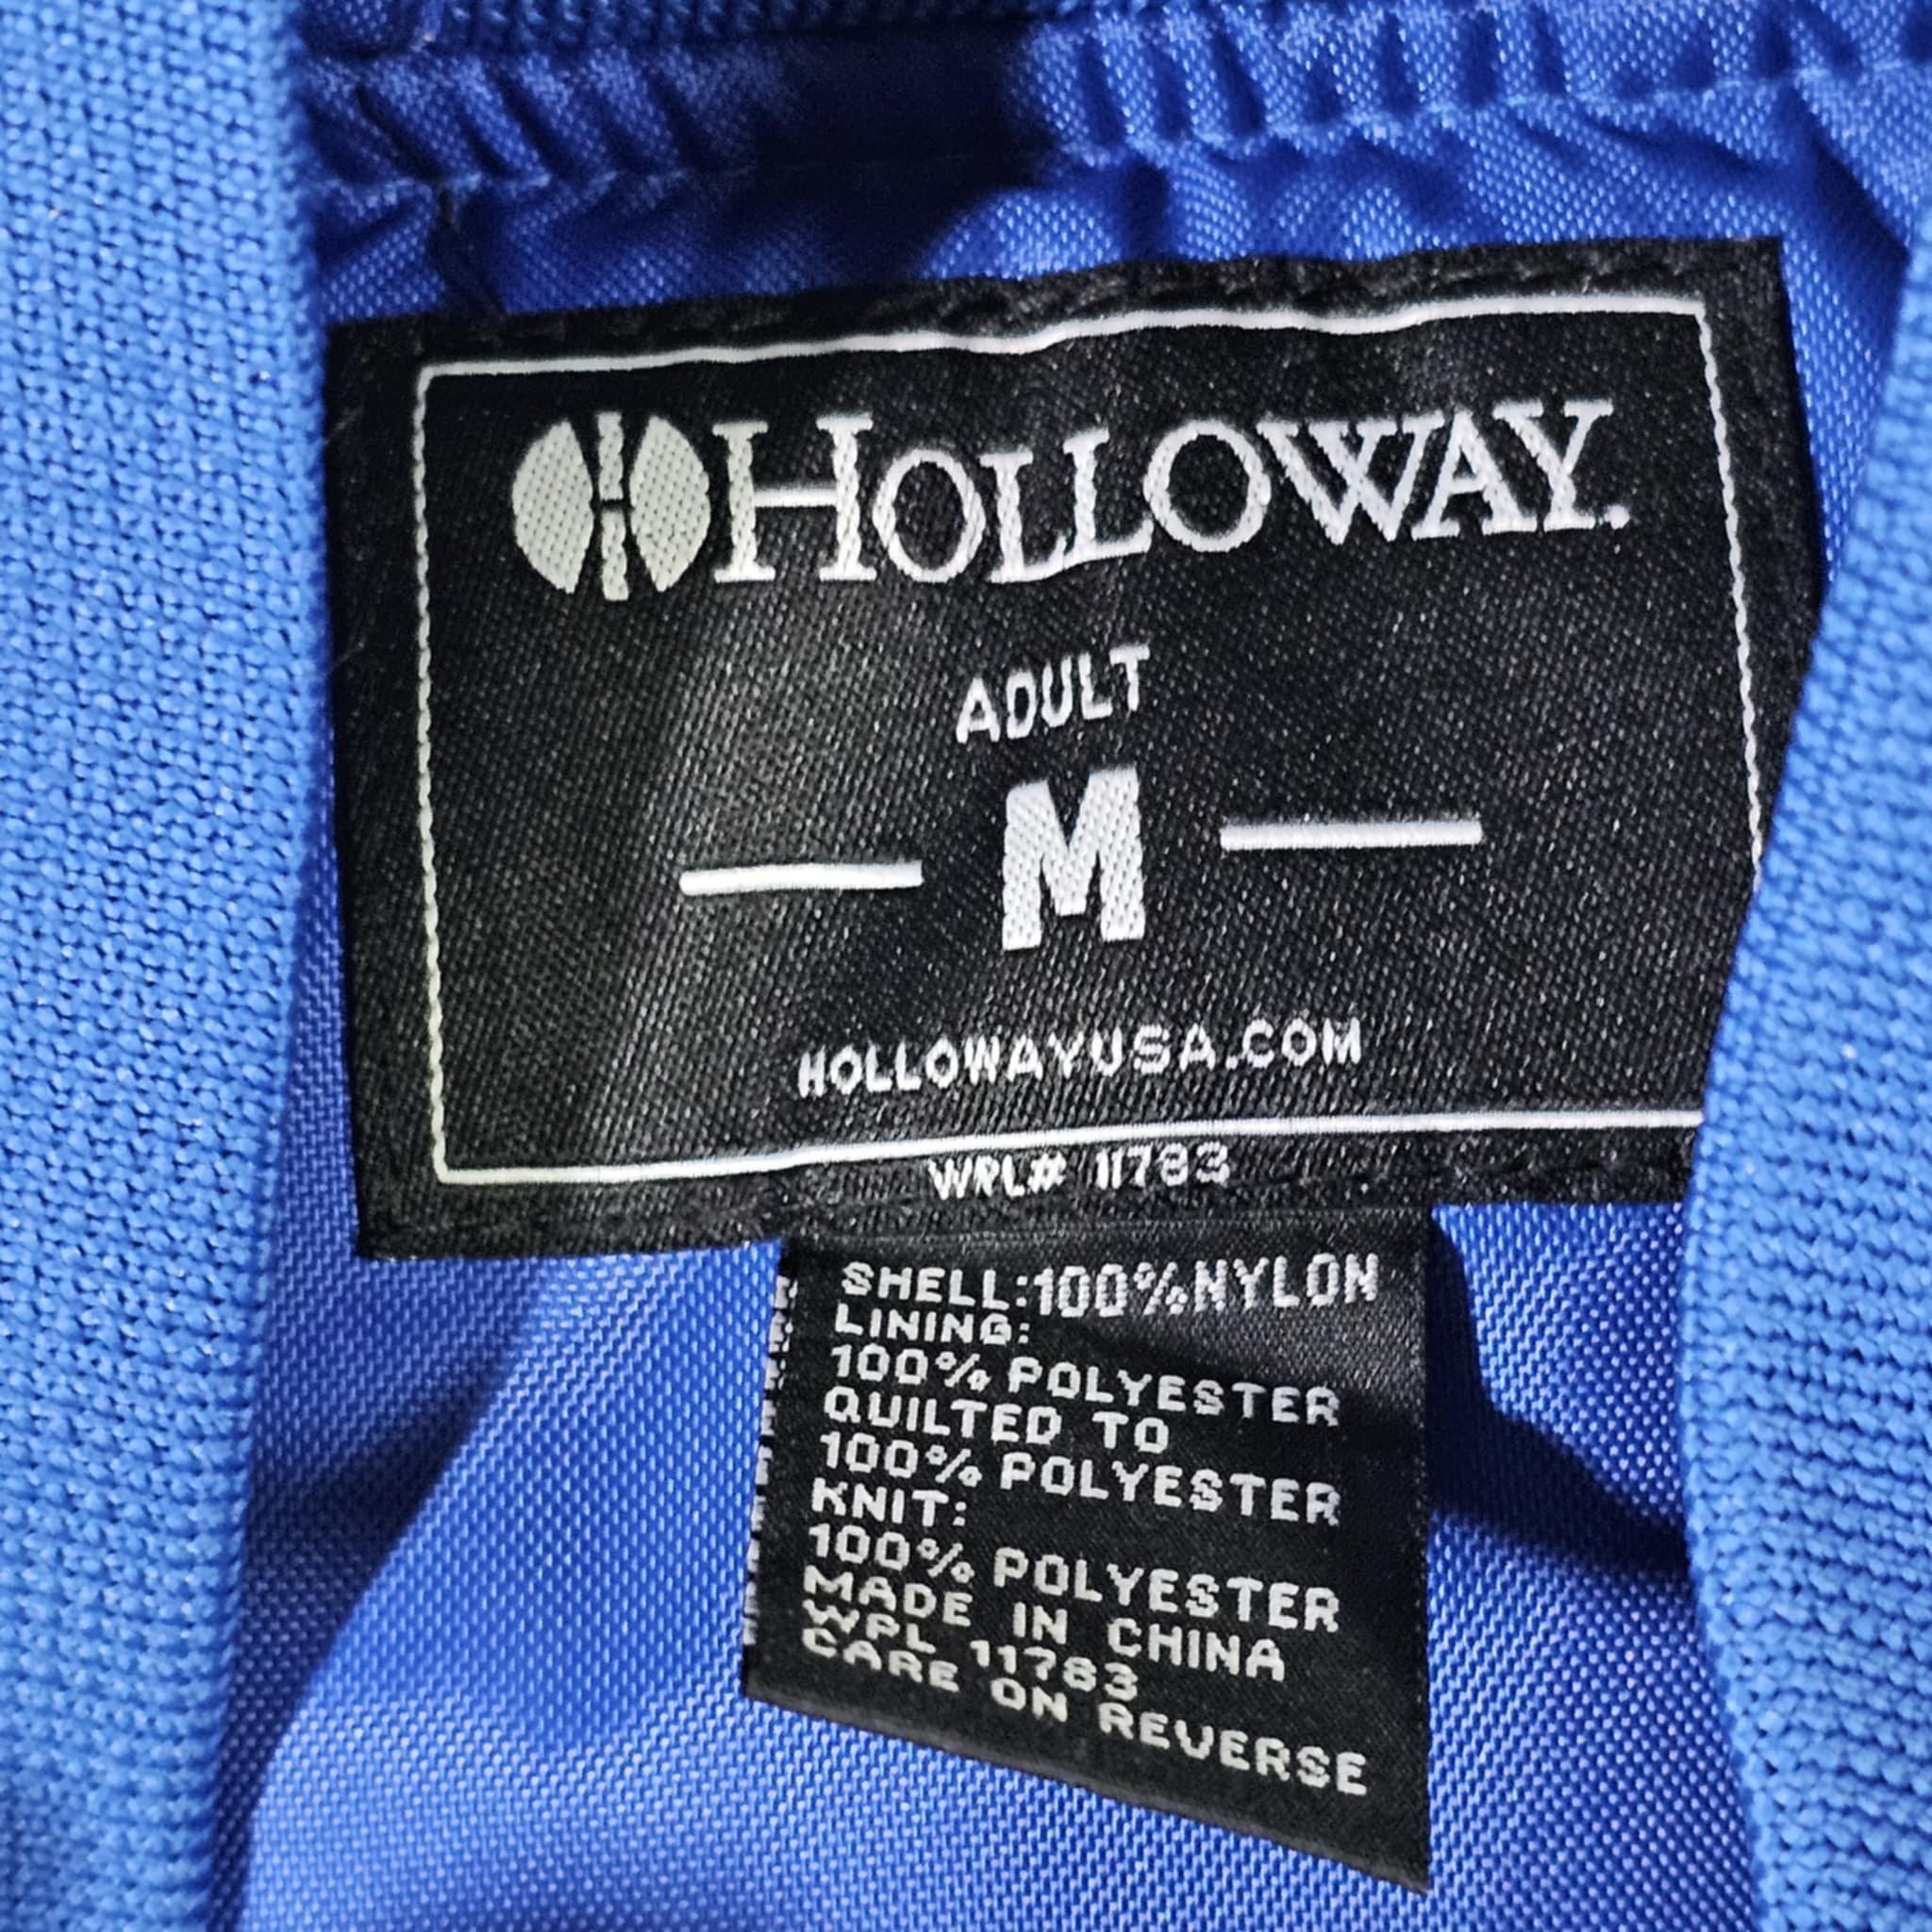 HOLLOWAY.
ADULT
M
HOLLOWAYUSA.COM
WPL# 11783
SHELL:100%NYLON
LINING:
100% POLYESTER
QUILTED TO
100% POLYESTER
KNIT:
100% POLYESTER
MADE IN CHINA
WPL 11783
CARE ON REVERSE